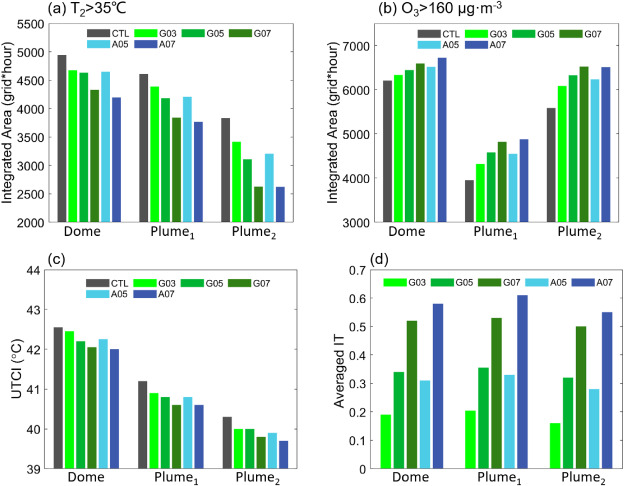 (a) T₂>35℃
Integrated Area (grid*hour)
5500
5000
4500
4000
3500
3000
2500
2000
CTL G03 G05 G07
A05 A07
Dome Plume₁ Plume₂
(b) O₃>160 μg·m⁻³
Integrated Area (grid*hour)
7000
6000
5000
4000
3000
CTL G03 G05 G07
A05 A07
Dome Plume₁ Plume₂
(c)
UTCI (°C)
44
43
42
41
40
39
CTL G03 G05 G07
A05 A07
Dome Plume₁ Plume₂
(d)
Averaged IT
0.7
0.6
0.5
0.4
0.3
0.2
0.1
0
G03 G05 G07 A05 A07
Dome Plume₁ Plume₂